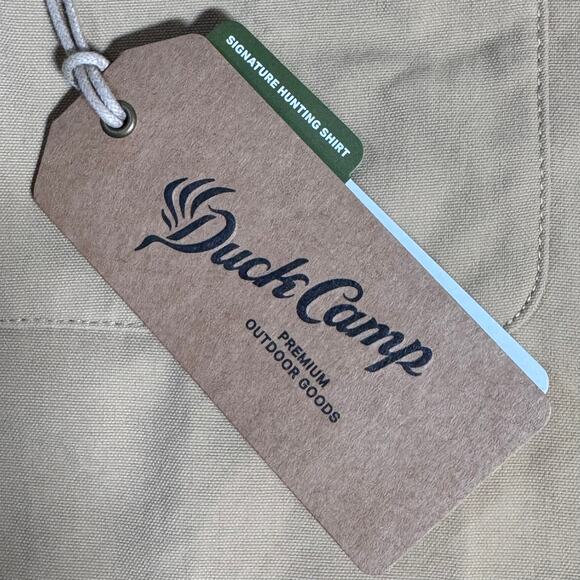 SIGNATURE HUNTING SHIRT
Duck Camp
PREMIUM
OUTDOOR GOODS